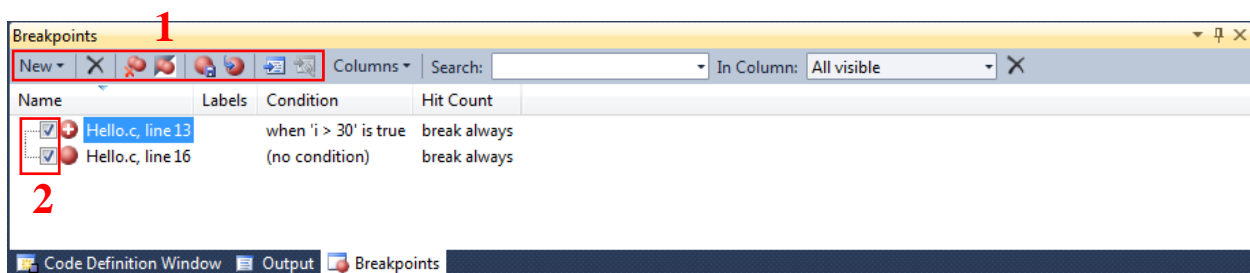 1
Breakpoints
New Columns Search: In Column: All visible
Name Labels Condition Hit Count
Hello.c, line 13 when 'i > 30' is true break always
Hello.c, line 16 (no condition) break always
2
Code Definition Window Output Breakpoints